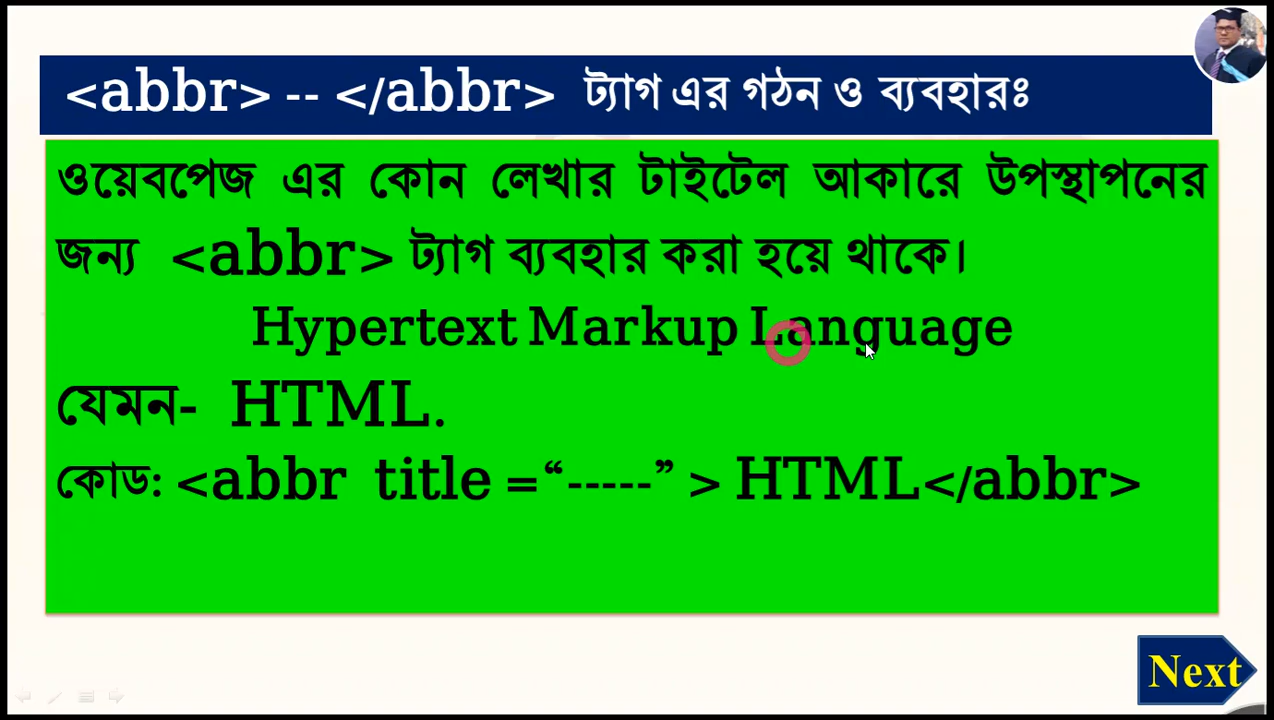 <abbr> -- </abbr> ট্যাগ এর গঠন ও ব্যবহারঃ
ওয়েবপেজ এর কোন লেখার টাইটেল আকারে উপস্থাপনের
জন্য <abbr> ট্যাগ ব্যবহার করা হয়ে থাকে।
Hypertext Markup Language
যেমন- HTML.
কোড: <abbr title =“-----” > HTML</abbr>
Next